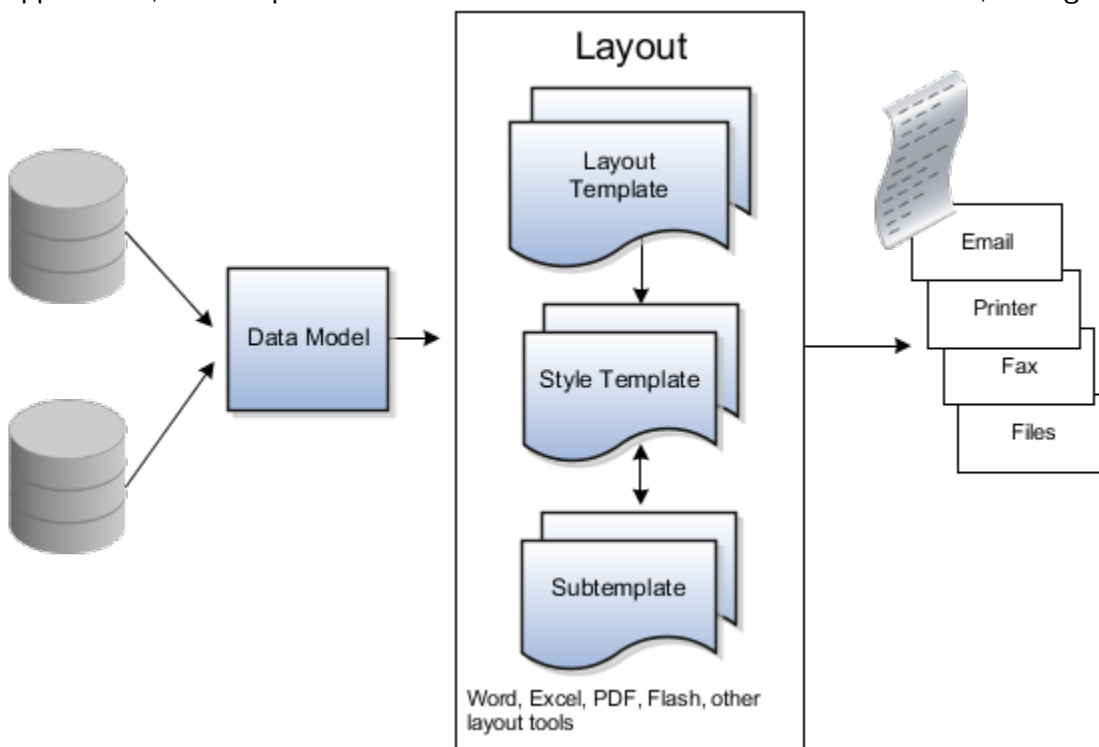 Layout
Layout
Template
Email
Printer
Data Model
Fax
Style Template
Files
Subtemplate
Word, Excel, PDF, Flash, other
layout tools